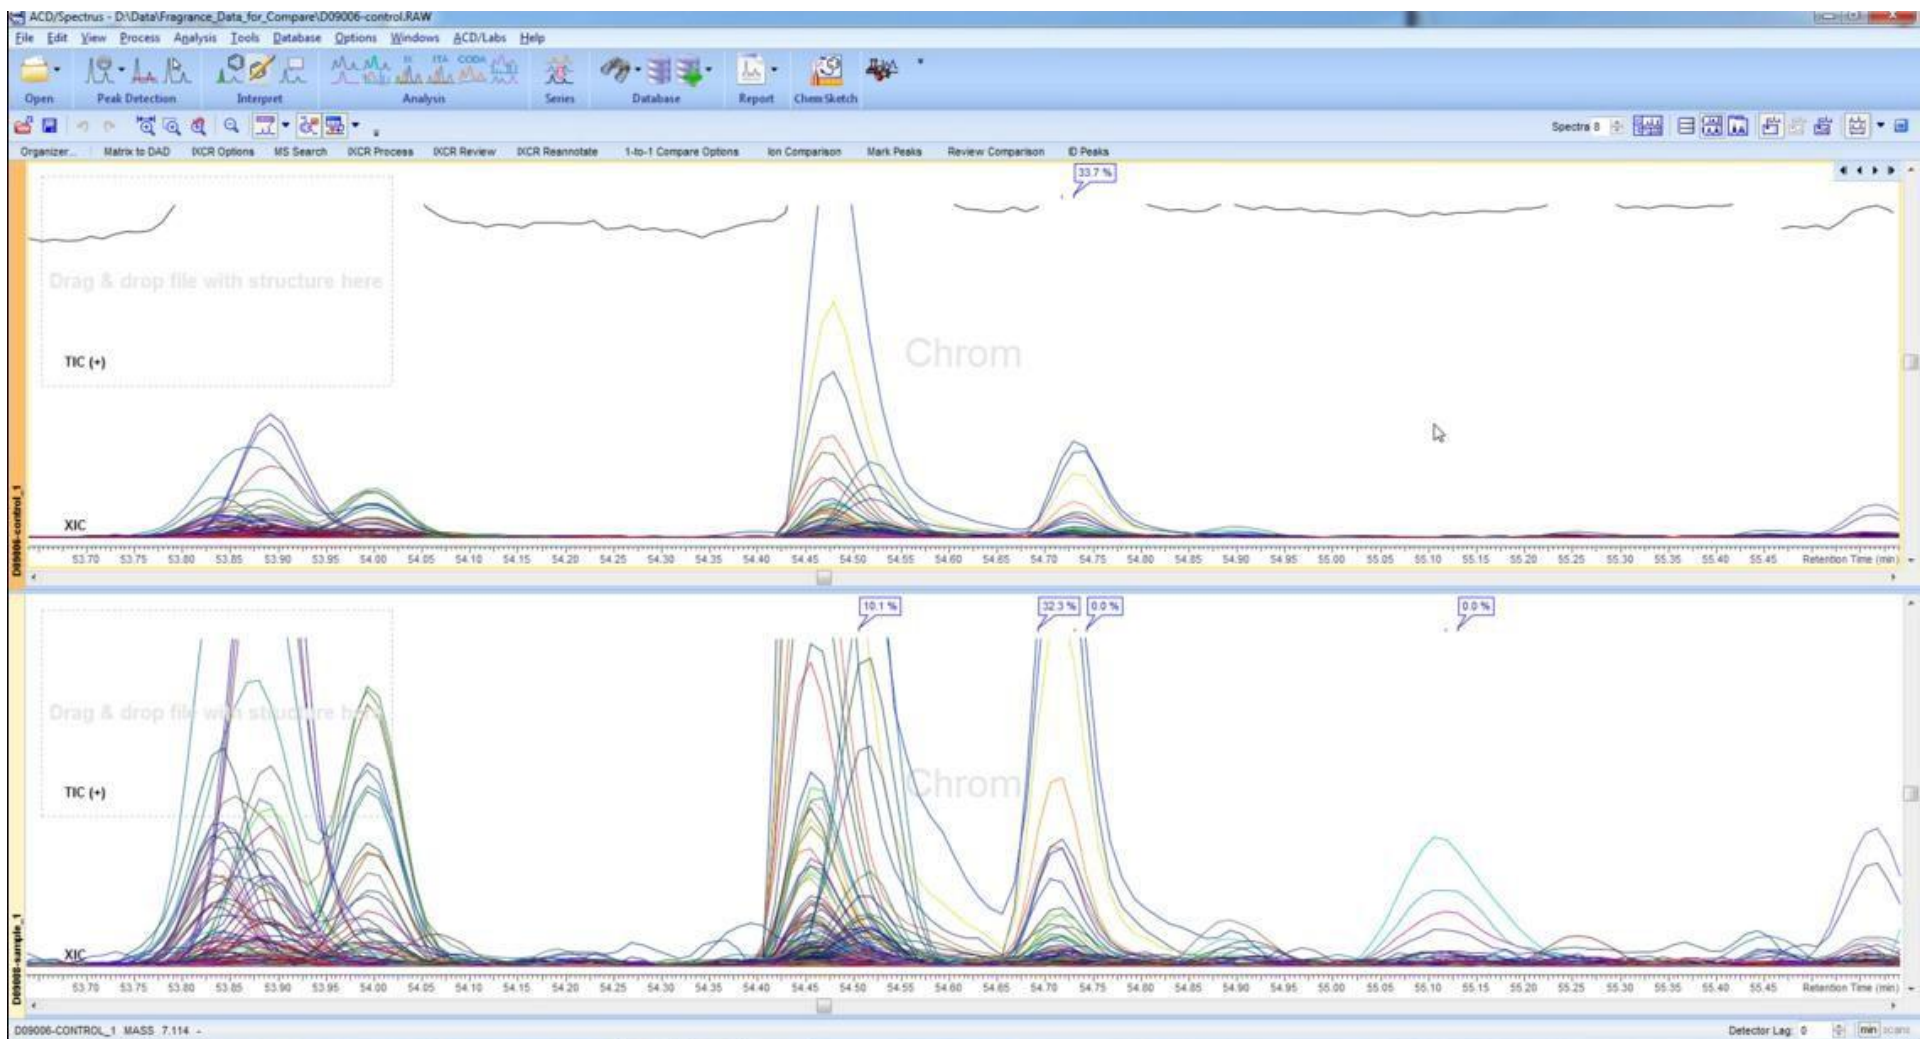 ACD/Spectrus - D:\Data\Fragrance_Data_for_Compare\D09006-control.RAW
File Edit View Process Analysis Tools Database Options Windows ACD/Labs Help
IX ITA CODA
Open Peak Detection Interpret Analysis Series Database Report ChemSketch
Spectra 8
Organizer... Matrix to DAD IXCR Options MS Search IXCR Process IXCR Review IXCR Reannotate 1-to-1 Compare Options Ion Comparison Mark Peaks Review Comparison ID Peaks
33.7 %
Drag & drop file with structure here
Chrom
TIC (+)
XIC
D09006-control_1
53.70 53.75 53.80 53.85 53.90 53.95 54.00 54.05 54.10 54.15 54.20 54.25 54.30 54.35 54.40 54.45 54.50 54.55 54.60 54.65 54.70 54.75 54.80 54.85 54.90 54.95 55.00 55.05 55.10 55.15 55.20 55.25 55.30 55.35 55.40 55.45 Retention Time (min)
10.1 % 32.3 % 0.0 % 0.0 %
Drag & drop file with structure here
Chrom
TIC (+)
XIC
53.70 53.75 53.80 53.85 53.90 53.95 54.00 54.05 54.10 54.15 54.20 54.25 54.30 54.35 54.40 54.45 54.50 54.55 54.60 54.65 54.70 54.75 54.80 54.85 54.90 54.95 55.00 55.05 55.10 55.15 55.20 55.25 55.30 55.35 55.40 55.45 Retention Time (min)
D09006-CONTROL_1 MASS 7.114 - Detector Lag: 0 min scans